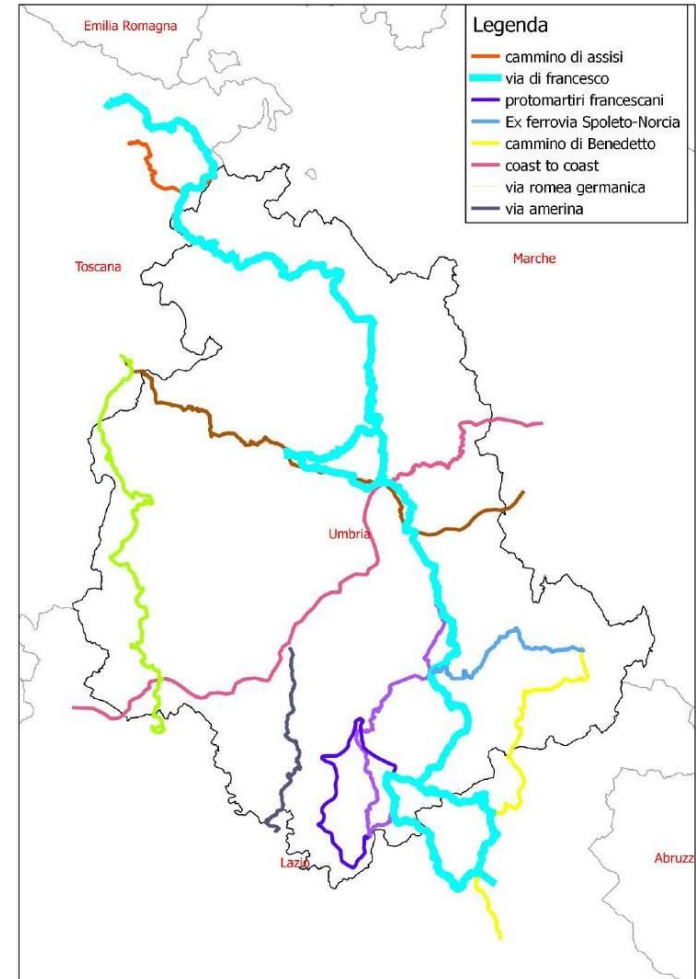 Emilia Romagna
Legenda
cammino di assisi
via di francesco
protomartiri francescani
Ex ferrovia Spoleto-Norcia
cammino di Benedetto
coast to coast
via romea germanica
via amerina
Toscana
Marche
Umbria
Lazio
Abruzz